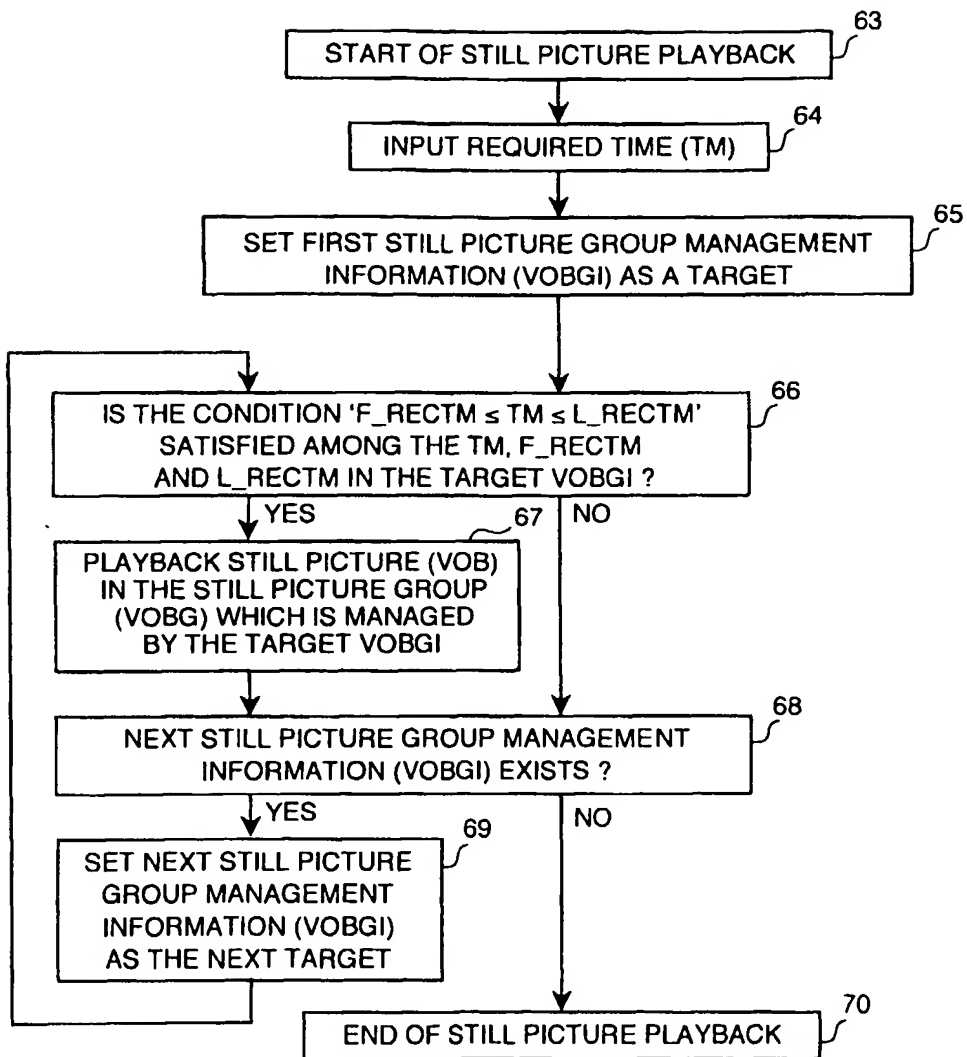 63
START OF STILL PICTURE PLAYBACK
64
INPUT REQUIRED TIME (TM)
65
SET FIRST STILL PICTURE GROUP MANAGEMENT
INFORMATION (VOBGI) AS A TARGET
66
IS THE CONDITION 'F_RECTM ≤ TM ≤ L_RECTM'
SATISFIED AMONG THE TM, F_RECTM
AND L_RECTM IN THE TARGET VOBGI ?
YES
NO
67
PLAYBACK STILL PICTURE (VOB)
IN THE STILL PICTURE GROUP
(VOBG) WHICH IS MANAGED
BY THE TARGET VOBGI
68
NEXT STILL PICTURE GROUP MANAGEMENT
INFORMATION (VOBGI) EXISTS ?
YES
NO
69
SET NEXT STILL PICTURE
GROUP MANAGEMENT
INFORMATION (VOBGI)
AS THE NEXT TARGET
70
END OF STILL PICTURE PLAYBACK